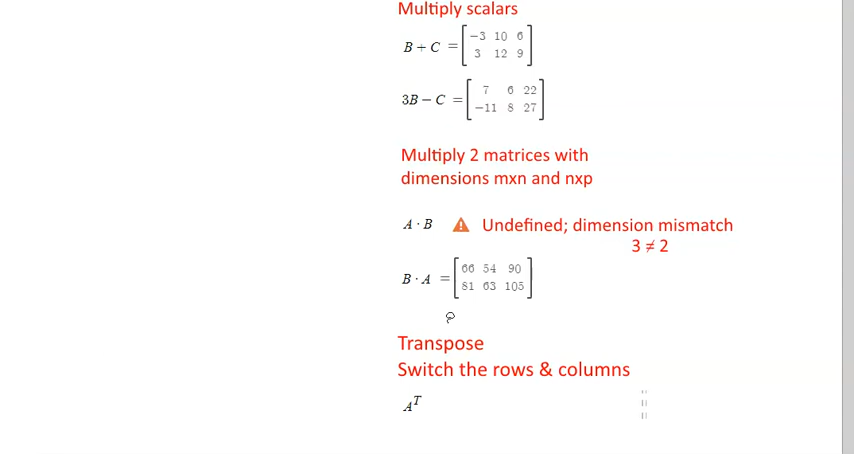 Multiply scalars
B + C = [ −3 10 6
3 12 9 ]
3B − C = [ 7 6 22
−11 8 27 ]
Multiply 2 matrices with
dimensions mxn and nxp
A · B ⚠ Undefined; dimension mismatch
3 ≠ 2
B · A = [ 66 54 90
81 63 105 ]
Transpose
Switch the rows & columns
A^T